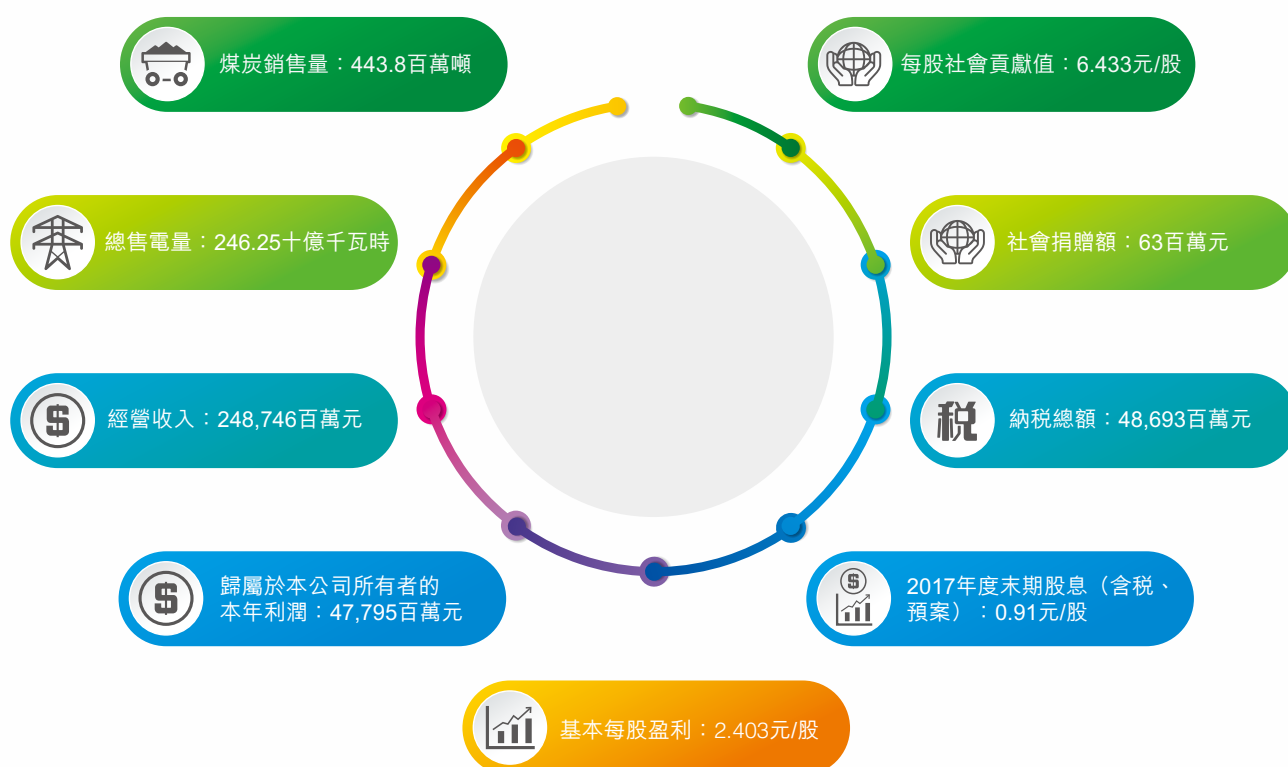 煤炭銷售量：443.8百萬噸
總售電量：246.25十億千瓦時
經營收入：248,746百萬元
歸屬於本公司所有者的
本年利潤：47,795百萬元
基本每股盈利：2.403元/股
每股社會貢獻值：6.433元/股
社會捐贈額：63百萬元
税
納税總額：48,693百萬元
2017年度末期股息（含税、
預案）：0.91元/股